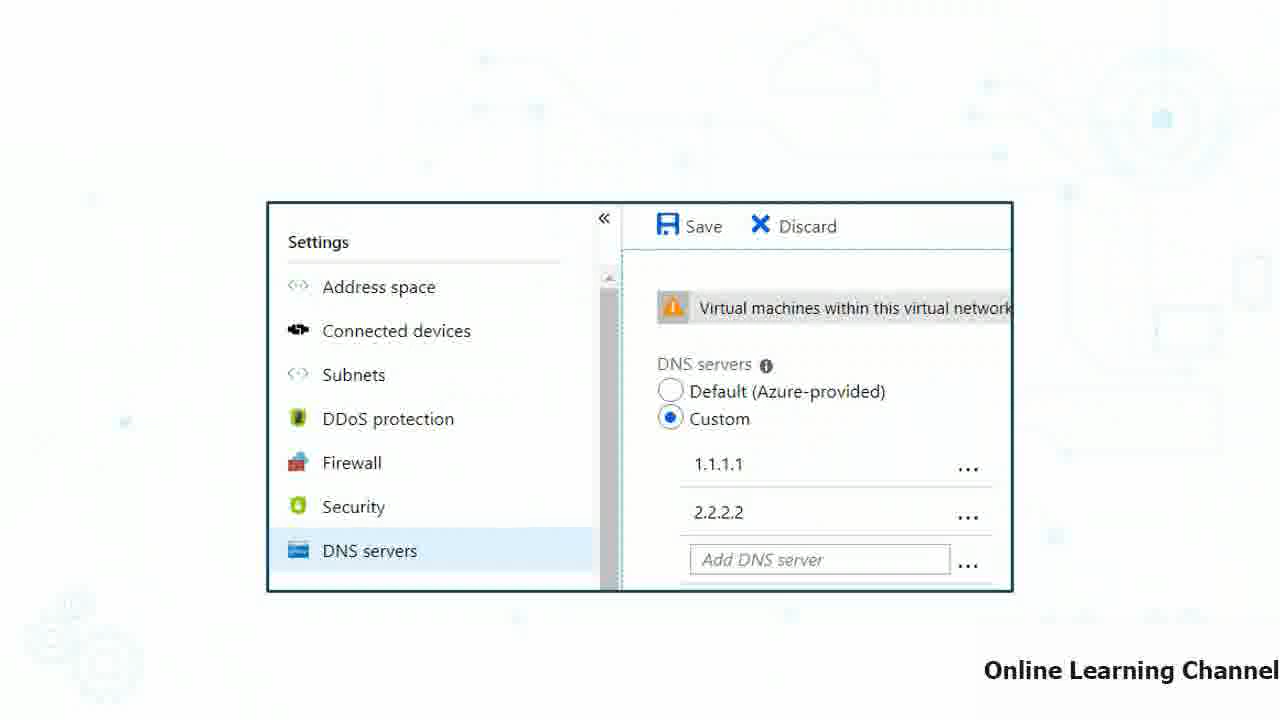 Settings
Address space
Connected devices
Subnets
DDoS protection
Firewall
Security
DNS servers
«
Save Discard
Virtual machines within this virtual network
DNS servers
Default (Azure-provided)
Custom
1.1.1.1 ...
2.2.2.2 ...
Add DNS server ...
Online Learning Channel